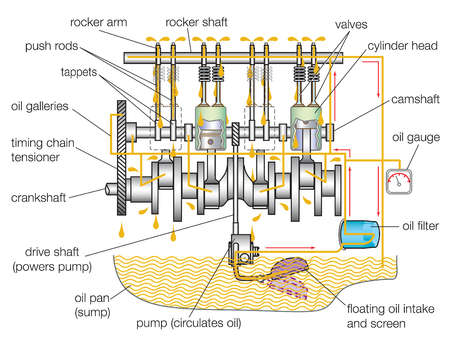 rocker arm
rocker shaft
push rods
valves
tappets
cylinder head
oil galleries
camshaft
timing chain
tensioner
oil gauge
crankshaft
oil filter
drive shaft
(powers pump)
oil pan
(sump)
floating oil intake
and screen
pump (circulates oil)